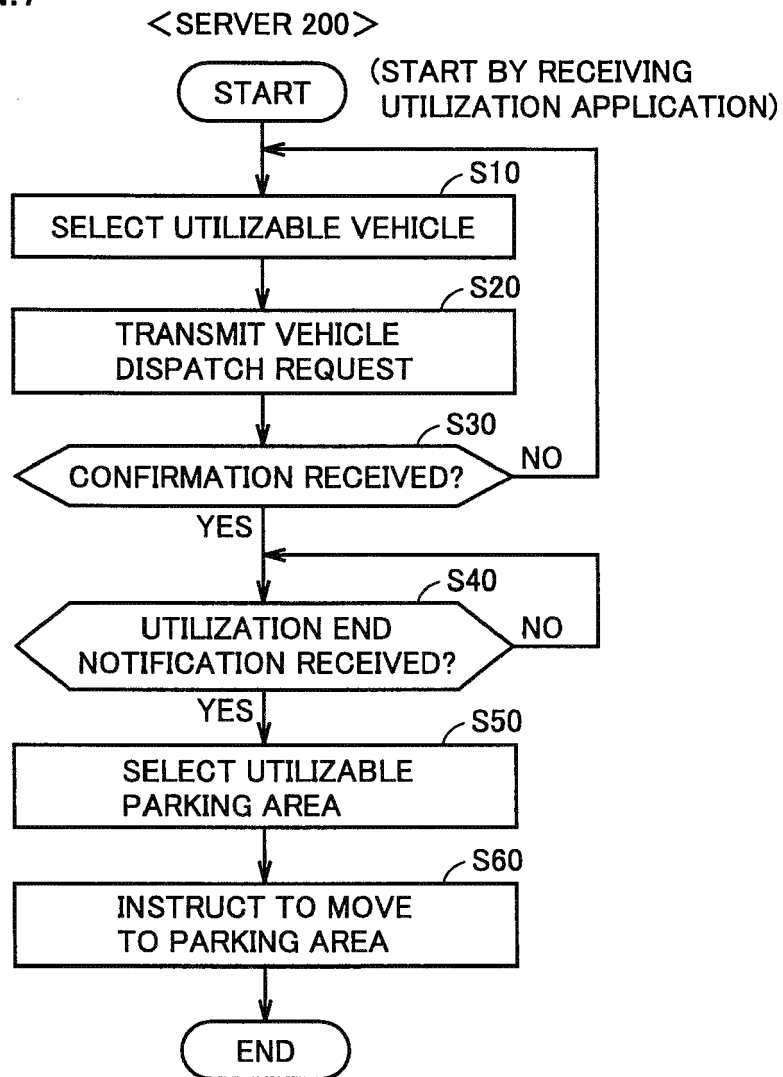 <SERVER 200>
START
(START BY RECEIVING
UTILIZATION APPLICATION)
S10
SELECT UTILIZABLE VEHICLE
S20
TRANSMIT VEHICLE
DISPATCH REQUEST
S30
CONFIRMATION RECEIVED?
NO
YES
S40
UTILIZATION END
NOTIFICATION RECEIVED?
NO
YES
S50
SELECT UTILIZABLE
PARKING AREA
S60
INSTRUCT TO MOVE
TO PARKING AREA
END